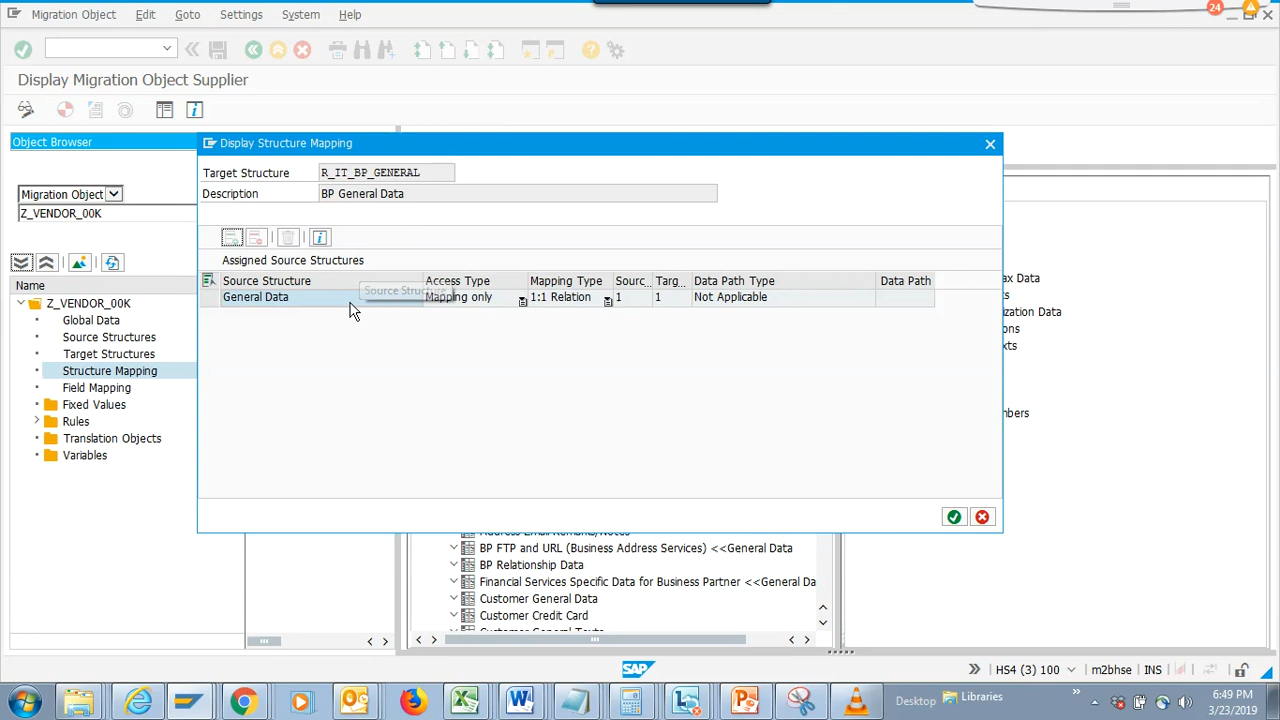 24
Migration Object Edit Goto Settings System Help
Display Migration Object Supplier
Object Browser
Migration Object
Z_VENDOR_00K
Name
Z_VENDOR_00K
Global Data
Source Structures
Target Structures
Structure Mapping
Field Mapping
Fixed Values
Rules
Translation Objects
Variables
Display Structure Mapping
Target Structure R_IT_BP_GENERAL
Description BP General Data
Assigned Source Structures
Source Structure Access Type Mapping Type Sourc... Targ... Data Path Type Data Path
General Data Mapping only 1:1 Relation 1 1 Not Applicable
Source Structure
ax Data
ts
ization Data
ons
xts
mbers
BP FTP and URL (Business Address Services) <<General Data
BP Relationship Data
Financial Services Specific Data for Business Partner <<General Da
Customer General Data
Customer Credit Card
SAP
HS4 (3) 100 m2bhse INS
Desktop Libraries
6:49 PM
3/23/2019